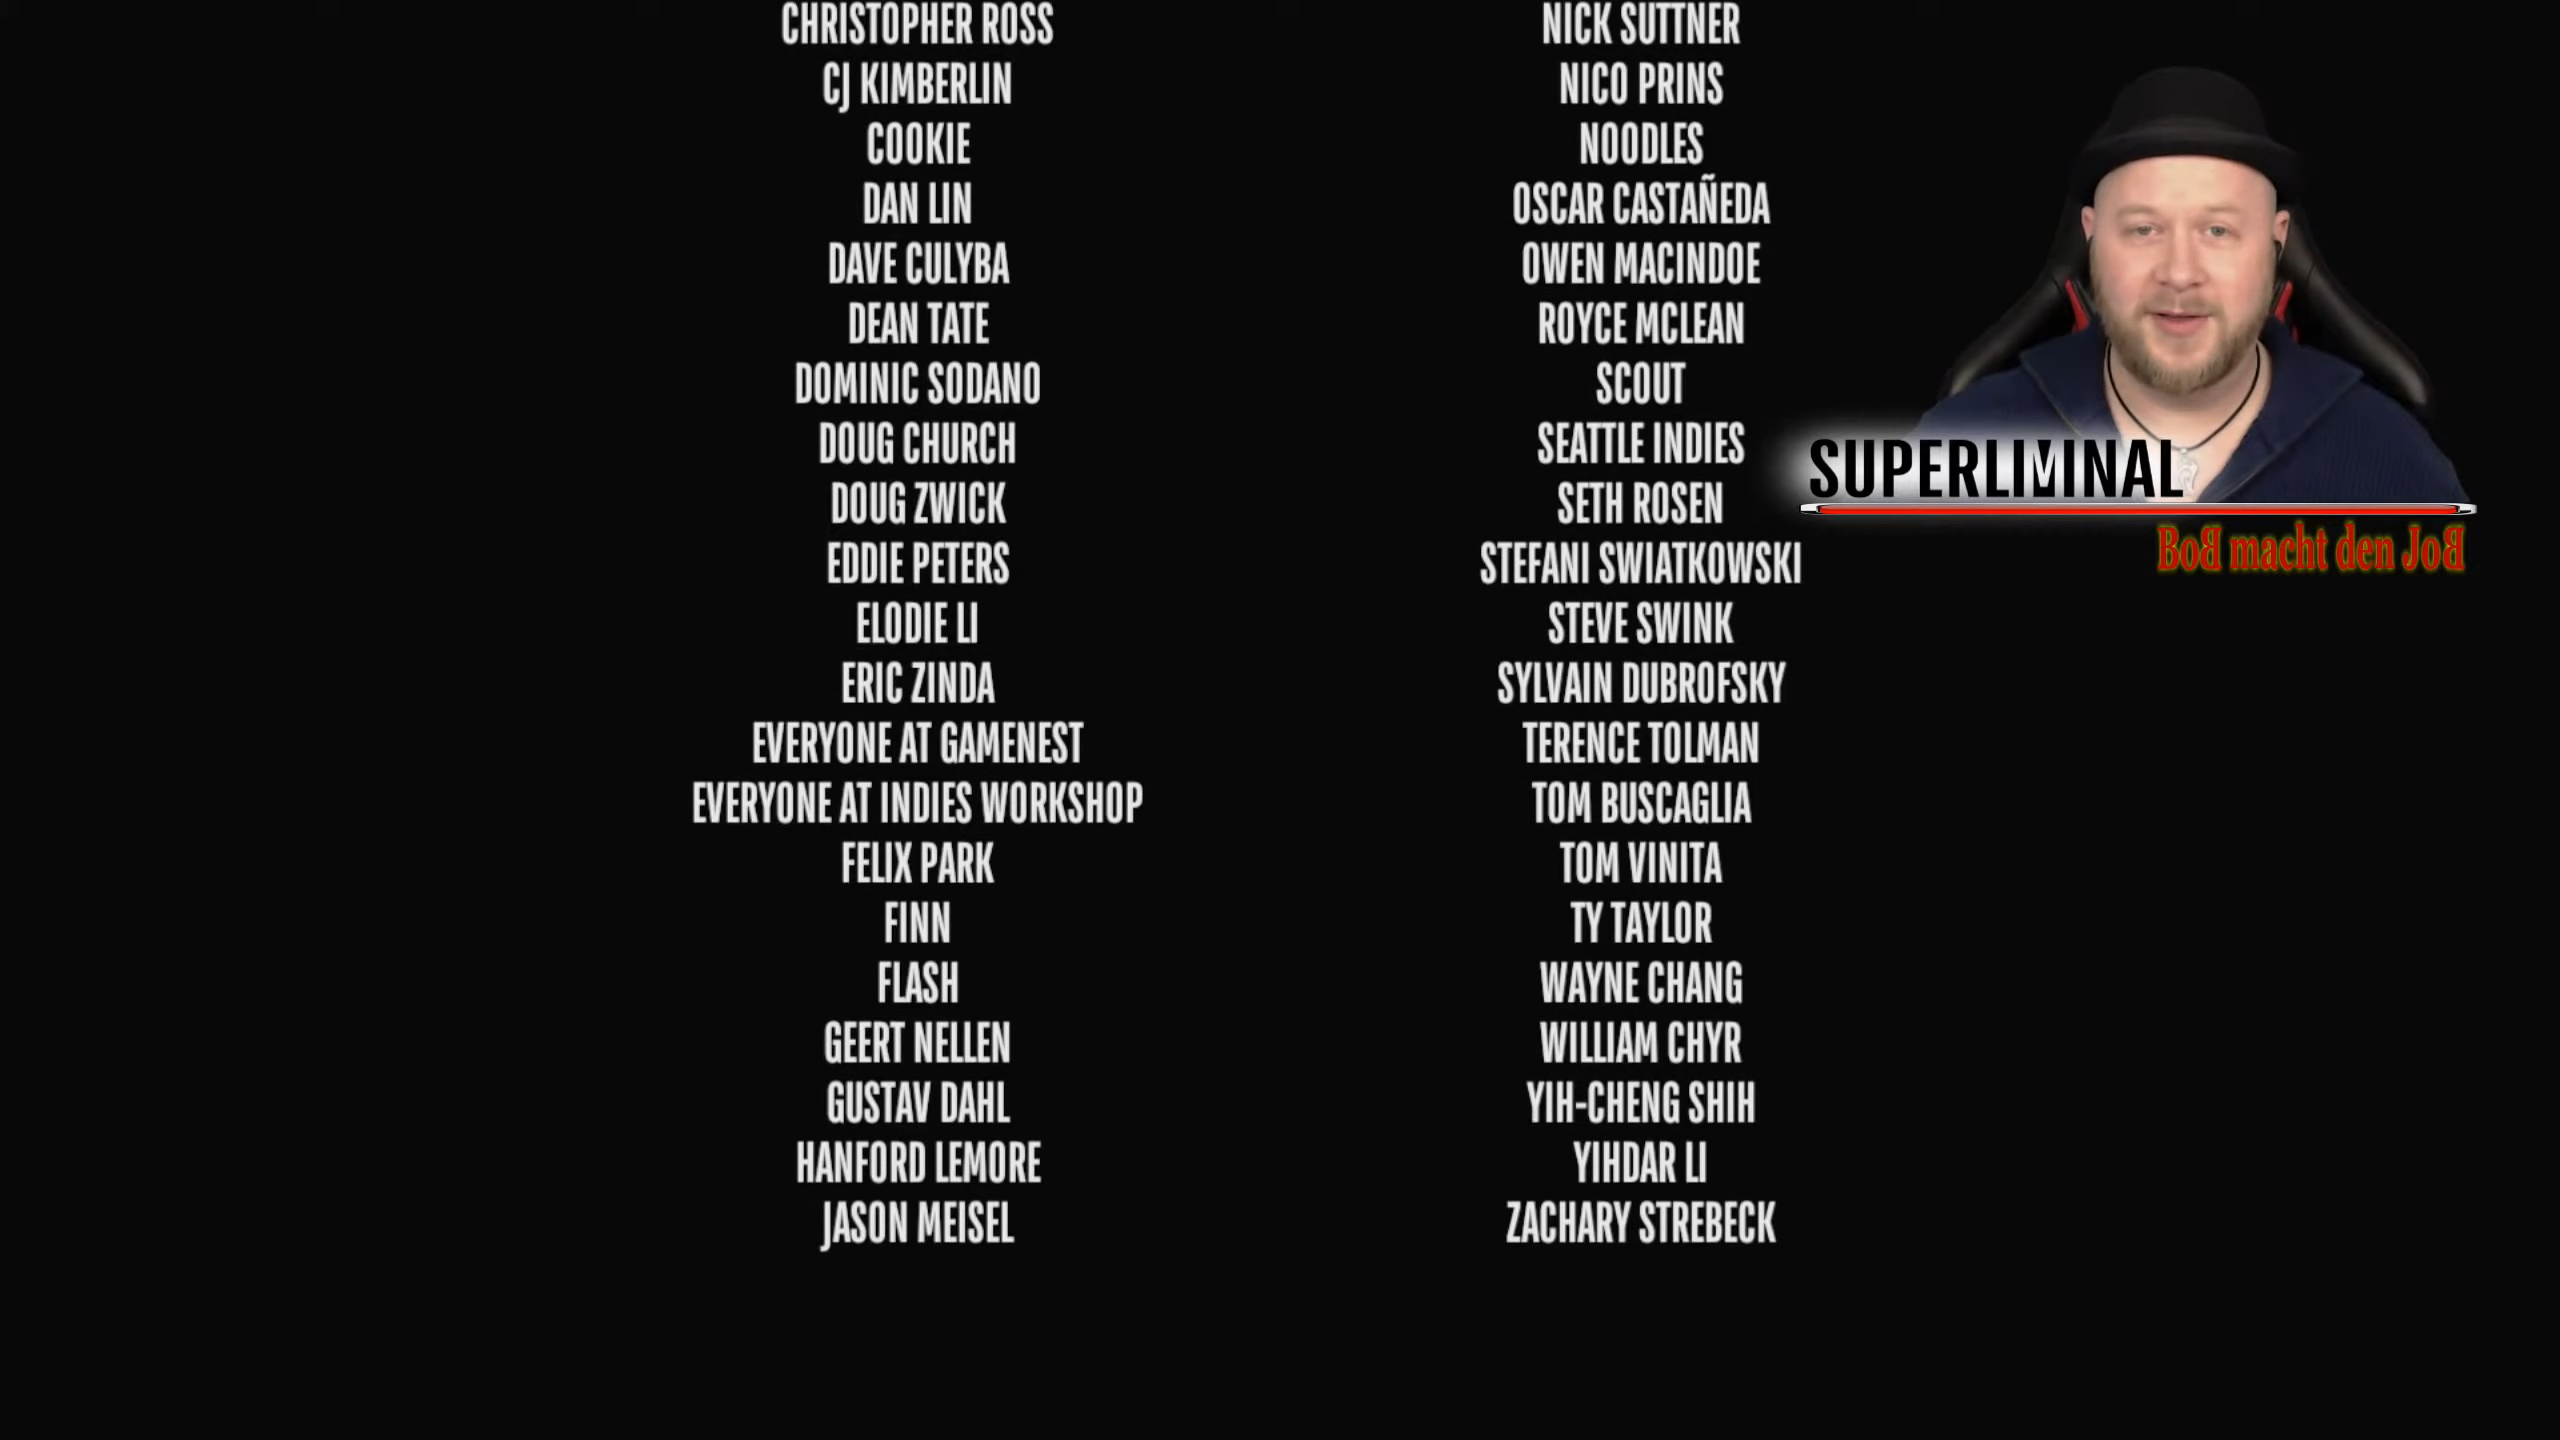 CHRISTOPHER ROSS
CJ KIMBERLIN
COOKIE
DAN LIN
DAVE CULYBA
DEAN TATE
DOMINIC SODANO
DOUG CHURCH
DOUG ZWICK
EDDIE PETERS
ELODIE LI
ERIC ZINDA
EVERYONE AT GAMENEST
EVERYONE AT INDIES WORKSHOP
FELIX PARK
FINN
FLASH
GEERT NELLEN
GUSTAV DAHL
HANFORD LEMORE
JASON MEISEL
NICK SUTTNER
NICO PRINS
NOODLES
OSCAR CASTAÑEDA
OWEN MACINDOE
ROYCE MCLEAN
SCOUT
SEATTLE INDIES
SETH ROSEN
STEFANI SWIATKOWSKI
STEVE SWINK
SYLVAIN DUBROFSKY
TERENCE TOLMAN
TOM BUSCAGLIA
TOM VINITA
TY TAYLOR
WAYNE CHANG
WILLIAM CHYR
YIH-CHENG SHIH
YIHDAR LI
ZACHARY STREBECK
SUPERLIMINAL
BoB macht den JoB